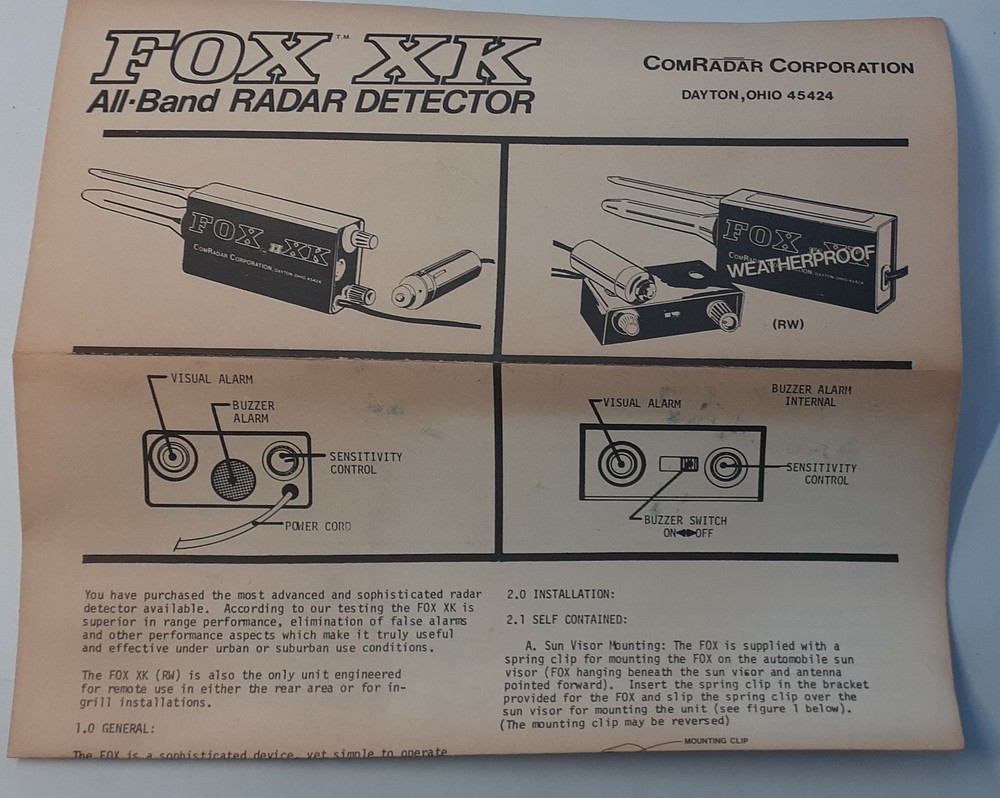 FOX XK T.M.
All-Band RADAR DETECTOR
COMRADAR CORPORATION
DAYTON, OHIO 45424
FOX XK
COMRADAR CORPORATION, DAYTON OHIO 45424
FOX XK
WEATHERPROOF
(RW)
VISUAL ALARM
BUZZER
ALARM
SENSITIVITY
CONTROL
POWER CORD
VISUAL ALARM
BUZZER ALARM
INTERNAL
SENSITIVITY
CONTROL
BUZZER SWITCH
ON◄►OFF
You have purchased the most advanced and sophisticated radar
detector available. According to our testing the FOX XK is
superior in range performance, elimination of false alarms
and other performance aspects which make it truly useful
and effective under urban or suburban use conditions.
The FOX XK (RW) is also the only unit engineered
for remote use in either the rear area or for in-
grill installations.
1.0 GENERAL:
The FOX is a sophisticated device, yet simple to operate
2.0 INSTALLATION:
2.1 SELF CONTAINED:
A. Sun Visor Mounting: The FOX is supplied with a
spring clip for mounting the FOX on the automobile sun
visor (FOX hanging beneath the sun visor and antenna
pointed forward). Insert the spring clip in the bracket
provided for the FOX and slip the spring clip over the
sun visor for mounting the unit (see figure 1 below).
(The mounting clip may be reversed)
MOUNTING CLIP